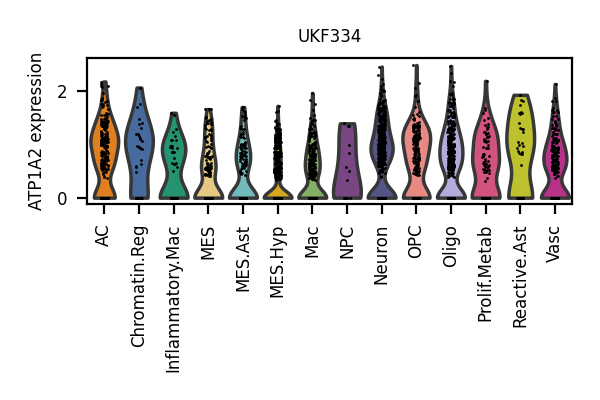 UKF334
ATP1A2 expression
2
0
AC
Chromatin.Reg
Inflammatory.Mac
MES
MES.Ast
MES.Hyp
Mac
NPC
Neuron
OPC
Oligo
Prolif.Metab
Reactive.Ast
Vasc